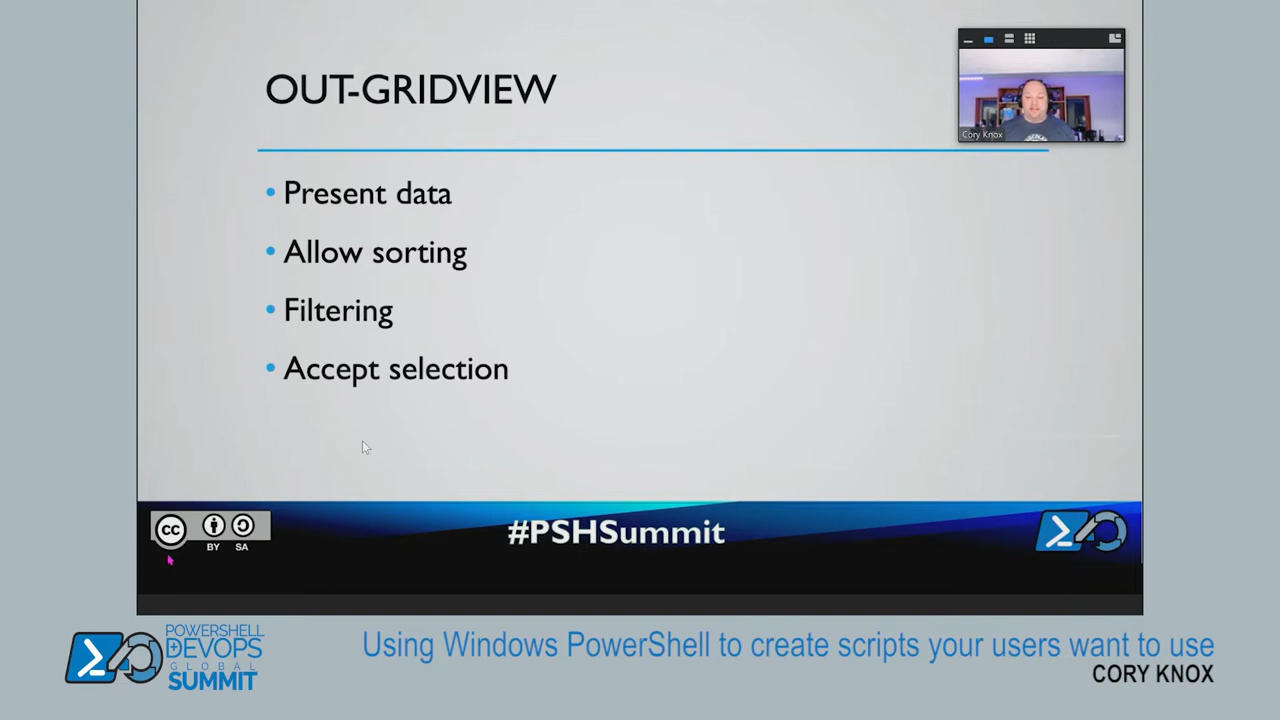 OUT-GRIDVIEW
Cory Knox
• Present data
• Allow sorting
• Filtering
• Accept selection
cc
BY SA
#PSHSummit
POWERSHELL
DEVOPS
GLOBAL
SUMMIT
Using Windows PowerShell to create scripts your users want to use
CORY KNOX